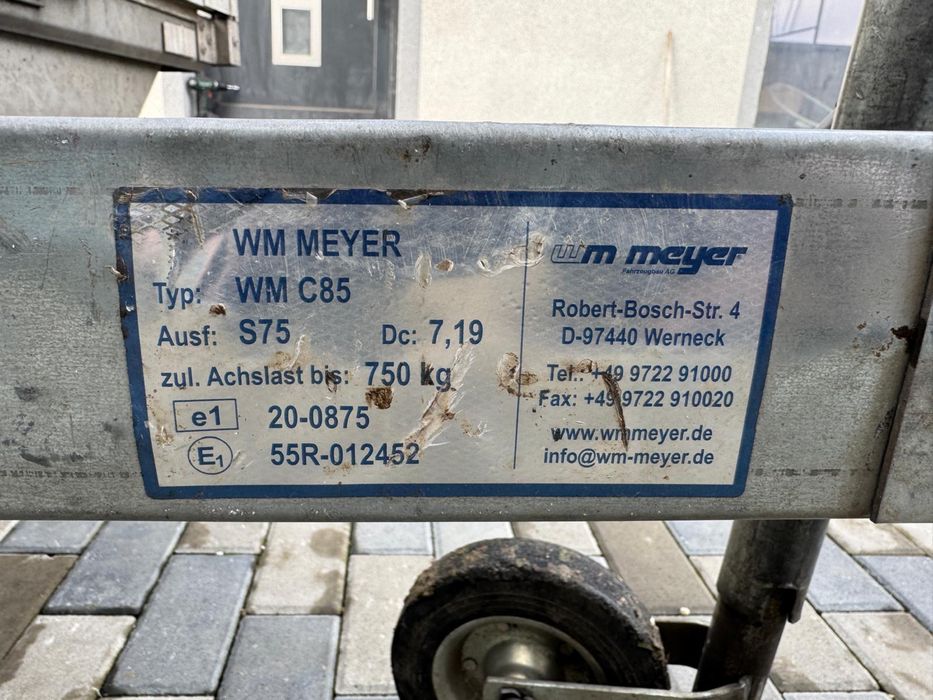 WM MEYER
Typ: WM C85
Ausf: S75 Dc: 7,19
zul. Achslast bis: 750 kg
e1 20-0875
E1 55R-012452
wm meyer
Fahrzeugbau AG
Robert-Bosch-Str. 4
D-97440 Werneck
Tel.: +49 9722 91000
Fax: +49 9722 910020
www.wmmeyer.de
info@wm-meyer.de